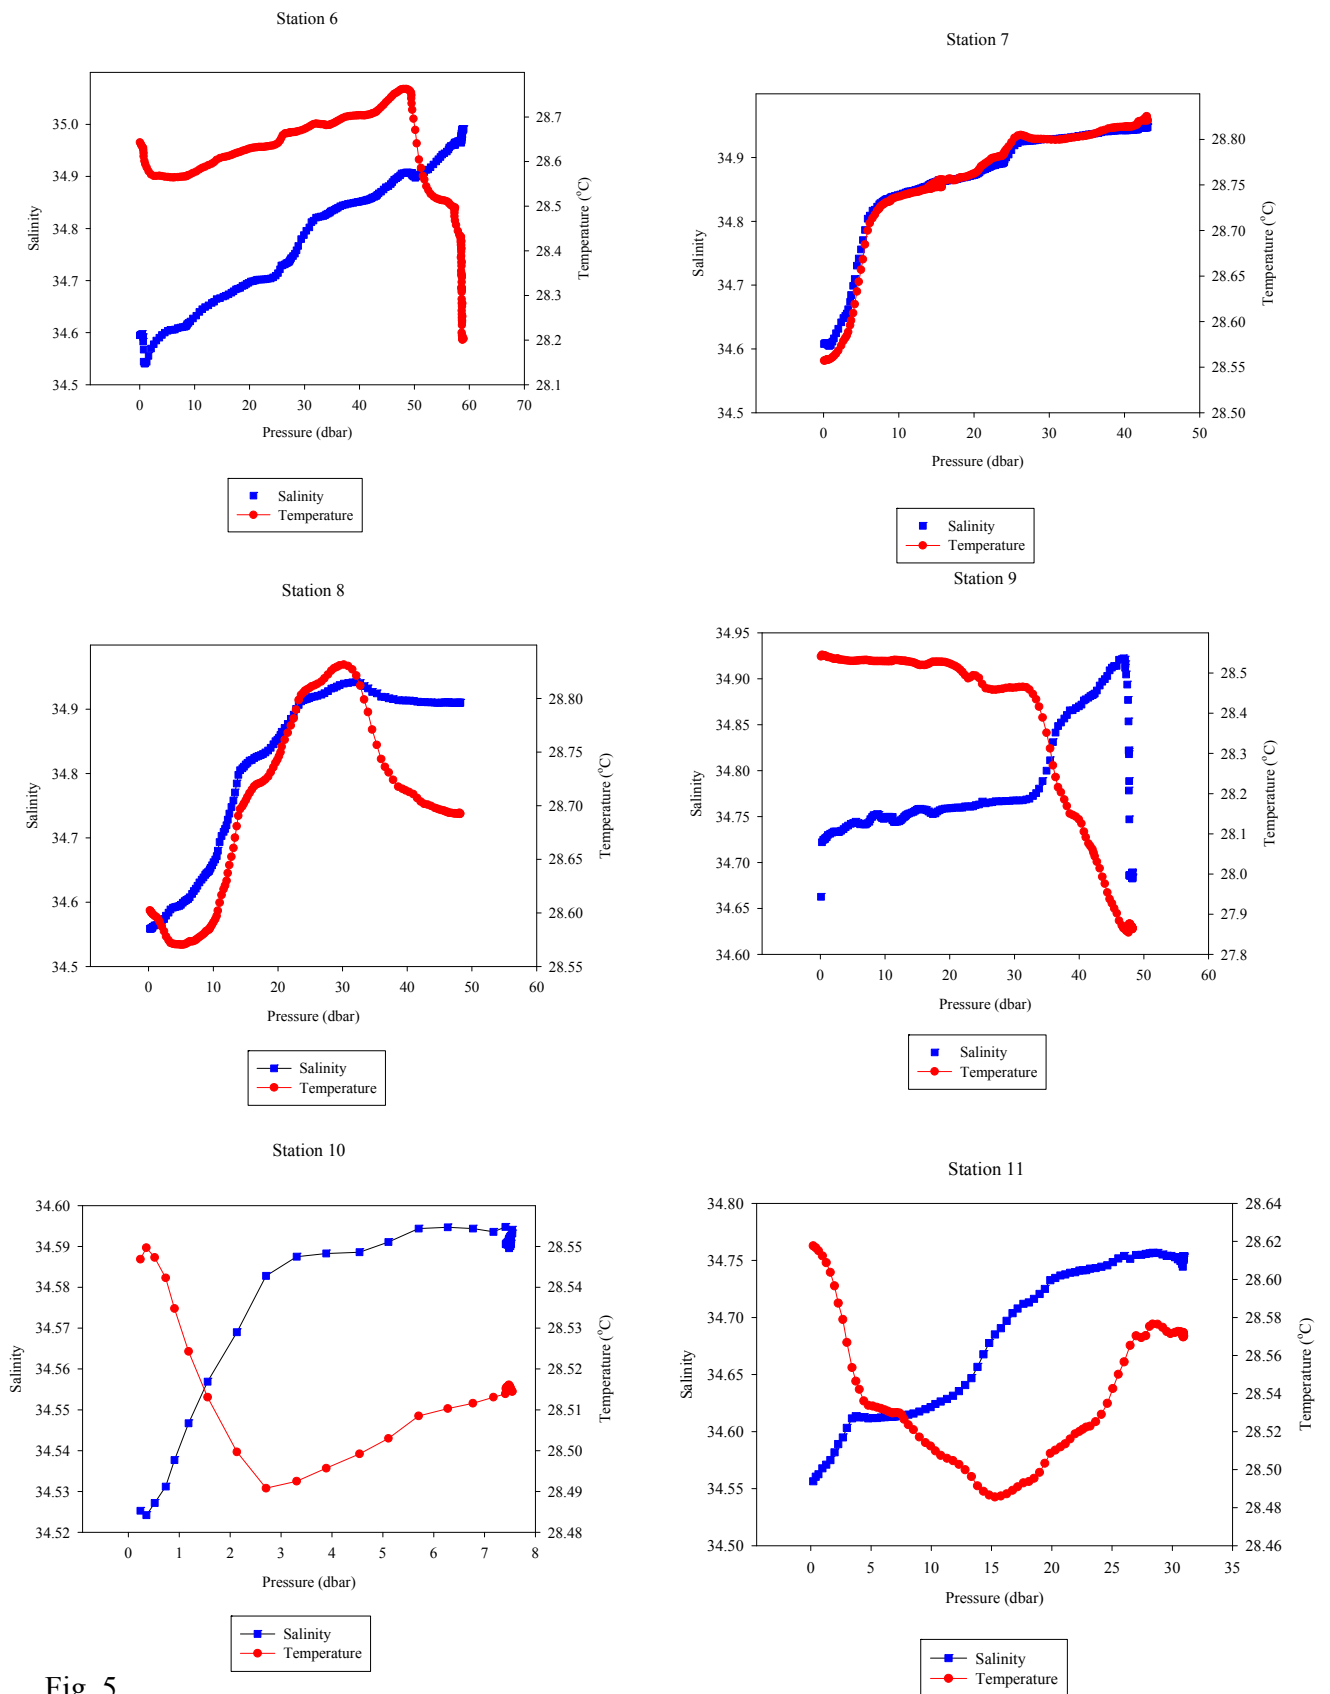 Station 6
35.0
34.9
34.8
34.7
34.6
34.5
Salinity
28.7
28.6
28.5
28.4
28.3
28.2
28.1
Temperature (°C)
0 10 20 30 40 50 60 70
Pressure (dbar)
Salinity
Temperature
Station 7
34.9
34.8
34.7
34.6
34.5
Salinity
28.80
28.75
28.70
28.65
28.60
28.55
28.50
Temperature (°C)
0 10 20 30 40 50
Pressure (dbar)
Salinity
Temperature
Station 8
34.9
34.8
34.7
34.6
34.5
Salinity
28.80
28.75
28.70
28.65
28.60
28.55
Temperature (°C)
0 10 20 30 40 50 60
Pressure (dbar)
Salinity
Temperature
Station 9
34.95
34.90
34.85
34.80
34.75
34.70
34.65
34.60
Salinity
28.5
28.4
28.3
28.2
28.1
28.0
27.9
27.8
Temperature (°C)
0 10 20 30 40 50 60
Pressure (dbar)
Salinity
Temperature
Station 10
34.60
34.59
34.58
34.57
34.56
34.55
34.54
34.53
34.52
Salinity
28.55
28.54
28.53
28.52
28.51
28.50
28.49
28.48
Temperature (°C)
0 1 2 3 4 5 6 7 8
Pressure (dbar)
Salinity
Temperature
Station 11
34.80
34.75
34.70
34.65
34.60
34.55
34.50
Salinity
28.64
28.62
28.60
28.58
28.56
28.54
28.52
28.50
28.48
28.46
Temperature (°C)
0 5 10 15 20 25 30 35
Pressure (dbar)
Salinity
Temperature
Fig. 5